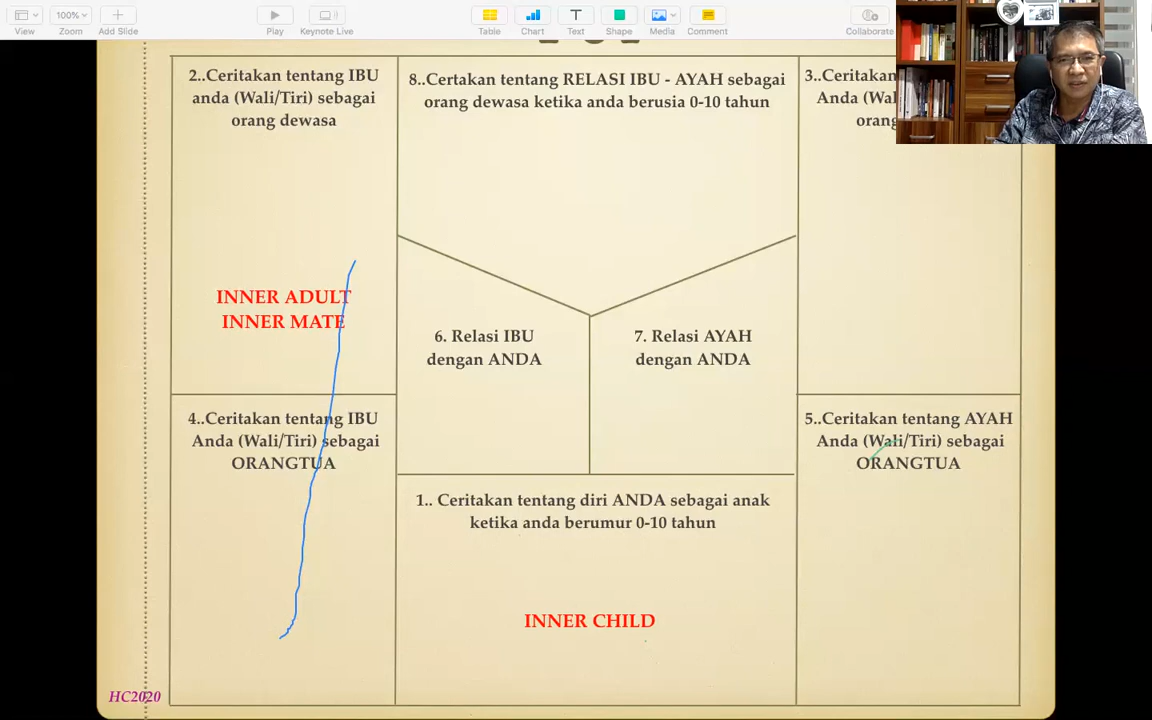 View
100%
Zoom
Add Slide
Play
Keynote Live
Table
Chart
Text
Shape
Media
Comment
Collaborate
2..Ceritakan tentang IBU
anda (Wali/Tiri) sebagai
orang dewasa
INNER ADULT
INNER MATE
8..Certakan tentang RELASI IBU - AYAH sebagai
orang dewasa ketika anda berusia 0-10 tahun
3..Ceritakan
Anda
6. Relasi IBU
dengan ANDA
7. Relasi AYAH
dengan ANDA
4..Ceritakan tentang IBU
Anda (Wali/Tiri) sebagai
ORANGTUA
1.. Ceritakan tentang diri ANDA sebagai anak
ketika anda berumur 0-10 tahun
INNER CHILD
5..Ceritakan tentang AYAH
Anda (Wali/Tiri) sebagai
ORANGTUA
HC2020